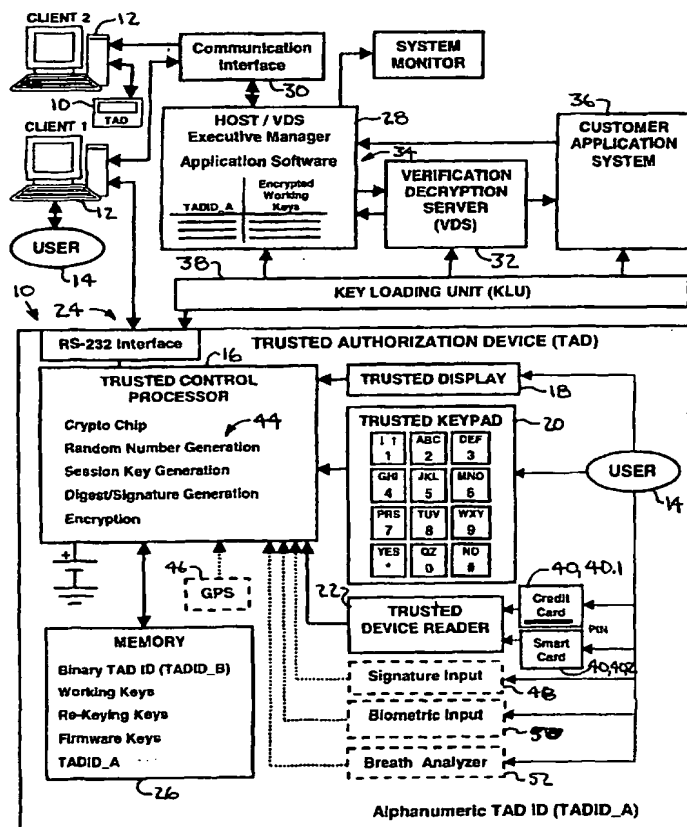 CLIENT 2
12
Communication
Interface
30
SYSTEM
MONITOR
10
TAD
CLIENT 1
12
USER
14
HOST / VDS
Executive Manager
28
Application Software
34
TADID_A
Encrypted
Working
Keys
VERIFICATION
DECRYPTION
SERVER
(VDS)
32
36
CUSTOMER
APPLICATION
SYSTEM
38
KEY LOADING UNIT (KLU)
10
24
RS-232 Interface
TRUSTED AUTHORIZATION DEVICE (TAD)
16
TRUSTED CONTROL
PROCESSOR
44
Crypto Chip
Random Number Generation
Session Key Generation
Digest/Signature Generation
Encryption
TRUSTED DISPLAY
18
TRUSTED KEYPAD
20
1
ABC
2
DEF
3
GHI
4
JKL
5
MNO
6
PRS
7
TUV
8
WXY
9
YES
*
QZ
0
NO
#
USER
14
+
46
GPS
22
TRUSTED
DEVICE READER
40, 40.1
Credit
Card
PIN
Smart
Card
40, 40.2
MEMORY
Binary TAD ID (TADID_B)
Working Keys
Re-Keying Keys
Firmware Keys
TADID_A
26
Signature Input
48
Biometric Input
50
Breath Analyzer
52
Alphanumeric TAD ID (TADID_A)